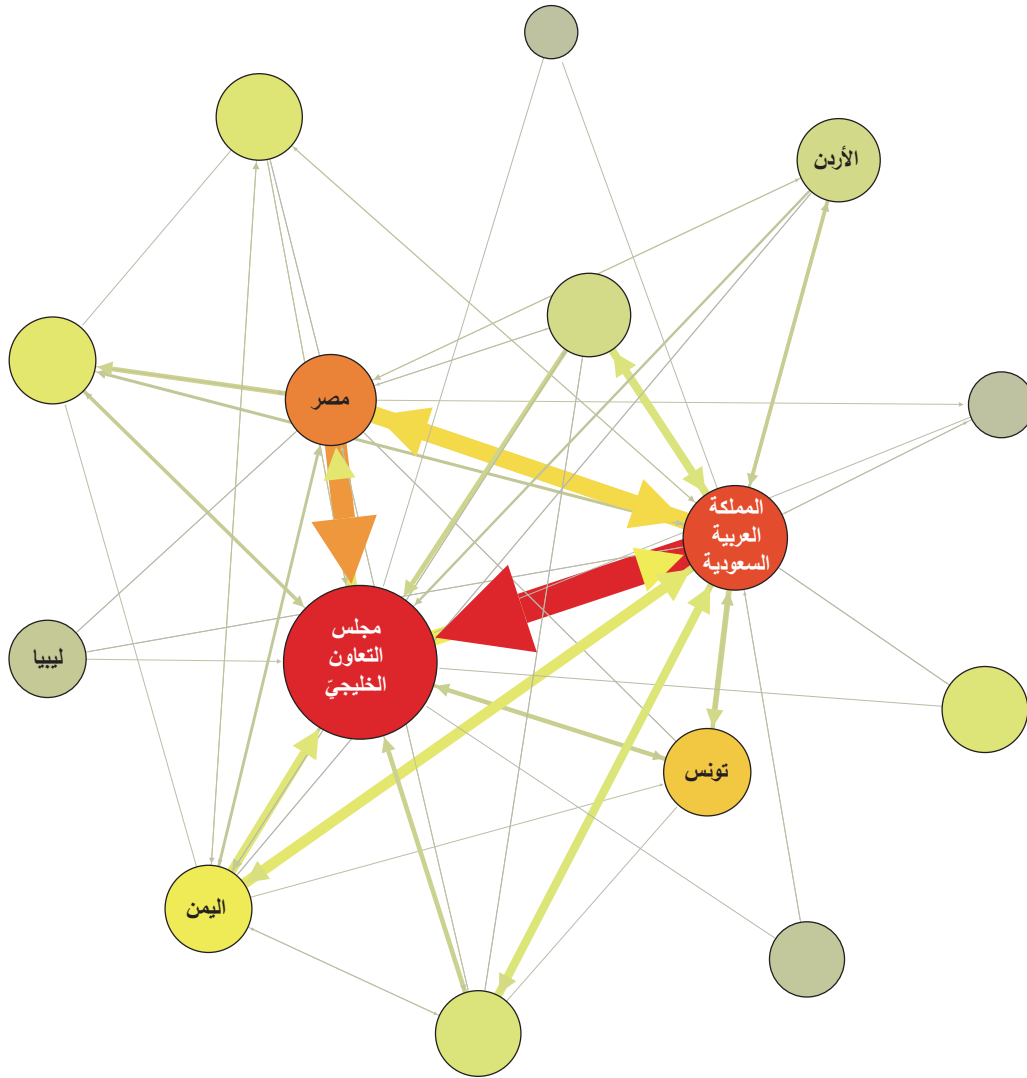 الأردن
مصر
المملكة
العربية
السعودية
مجلس
التعاون
الخليجيّ
ليبيا
تونس
اليمن